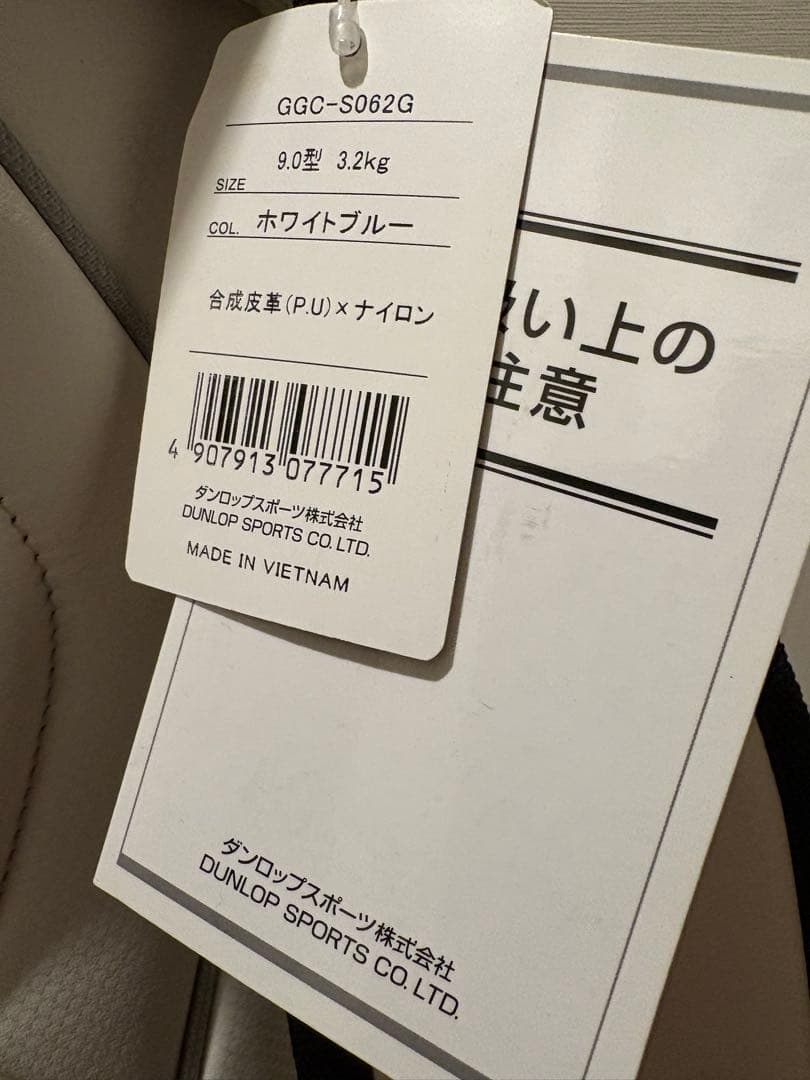 GGC-S062G
SIZE 9.0型 3.2kg
COL. ホワイトブルー
合成皮革(P.U)×ナイロン
4 907913 077715
ダンロップスポーツ株式会社
DUNLOP SPORTS CO.LTD.
MADE IN VIETNAM
扱い上の
注意
ダンロップスポーツ株式会社
DUNLOP SPORTS CO.LTD.